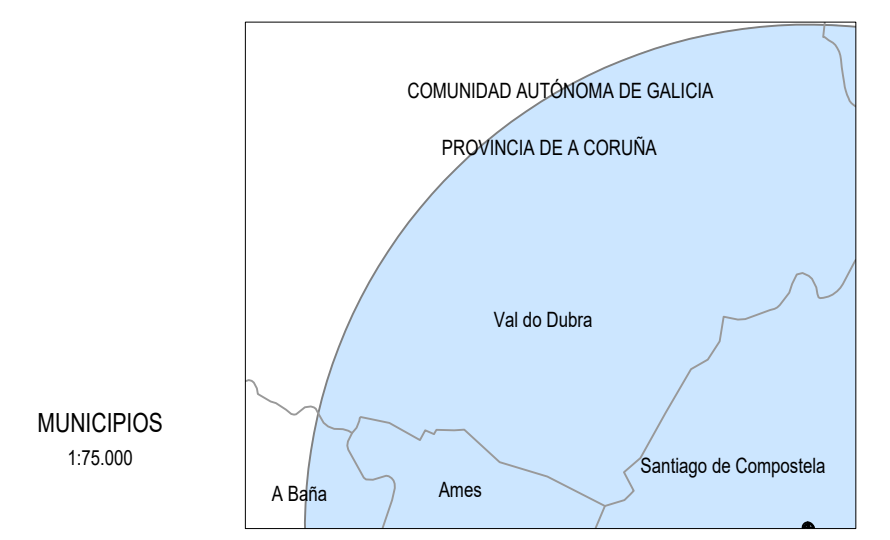 COMUNIDAD AUTÓNOMA DE GALICIA
PROVINCIA DE A CORUÑA
Val do Dubra
MUNICIPIOS
1:75.000
Santiago de Compostela
A Baña
Ames